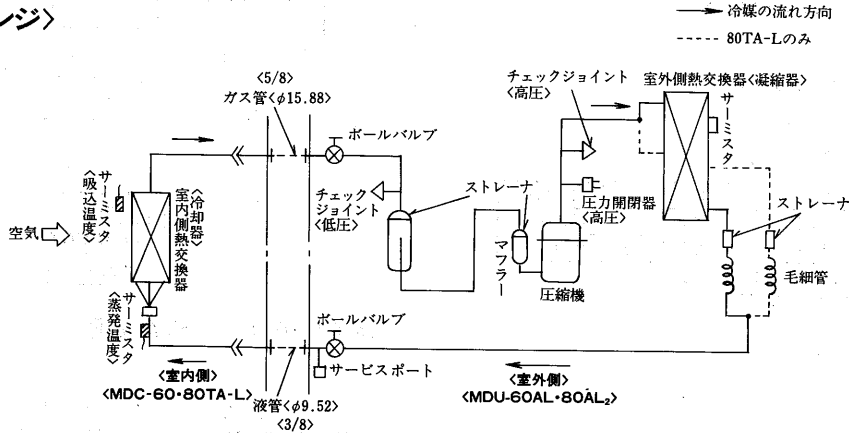 ンジ〉
冷媒の流れ方向
80TA-Lのみ
〈5/8〉
ガス管〈φ15.88〉
ボールバルブ
チェックジョイント
〈高圧〉
室外側熱交換器〈凝縮器〉
サーミスタ
サーミスタ
〈吸込温度〉
〈冷却器〉
室内側熱交換器
空気
チェック
ジョイント
〈低圧〉
ストレーナ
マフラー
圧力開閉器
〈高圧〉
圧縮機
ストレーナ
毛細管
サーミスタ
〈蒸発温度〉
ボールバルブ
サービスポート
〈室内側〉
〈MDC-60・80TA-L〉
液管〈φ9.52〉
〈3/8〉
〈室外側〉
〈MDU-60AL・80AL₂〉